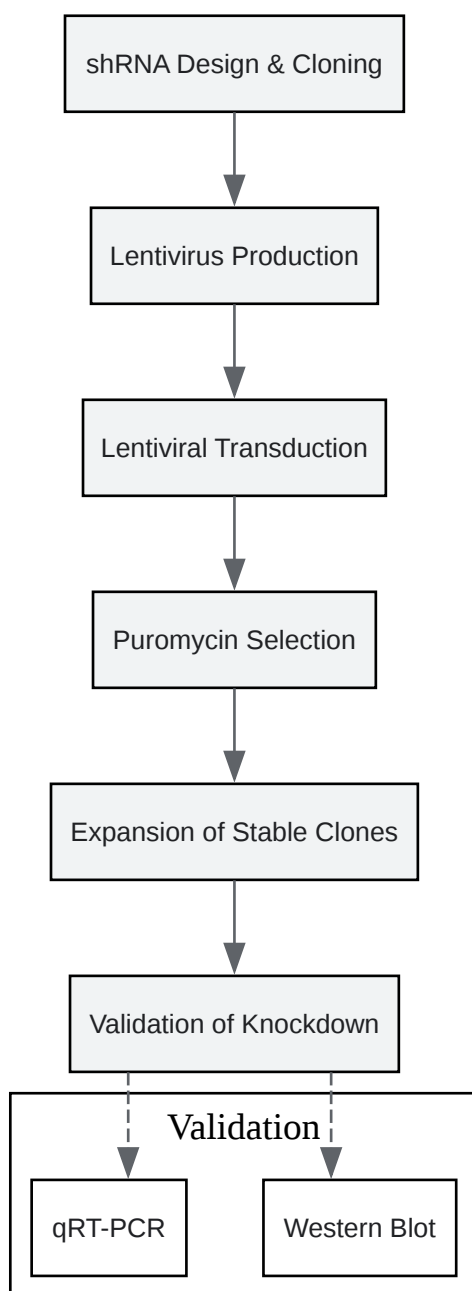 shRNA Design & Cloning
Lentivirus Production
Lentiviral Transduction
Puromycin Selection
Expansion of Stable Clones
Validation of Knockdown
Validation
qRT-PCR
Western Blot